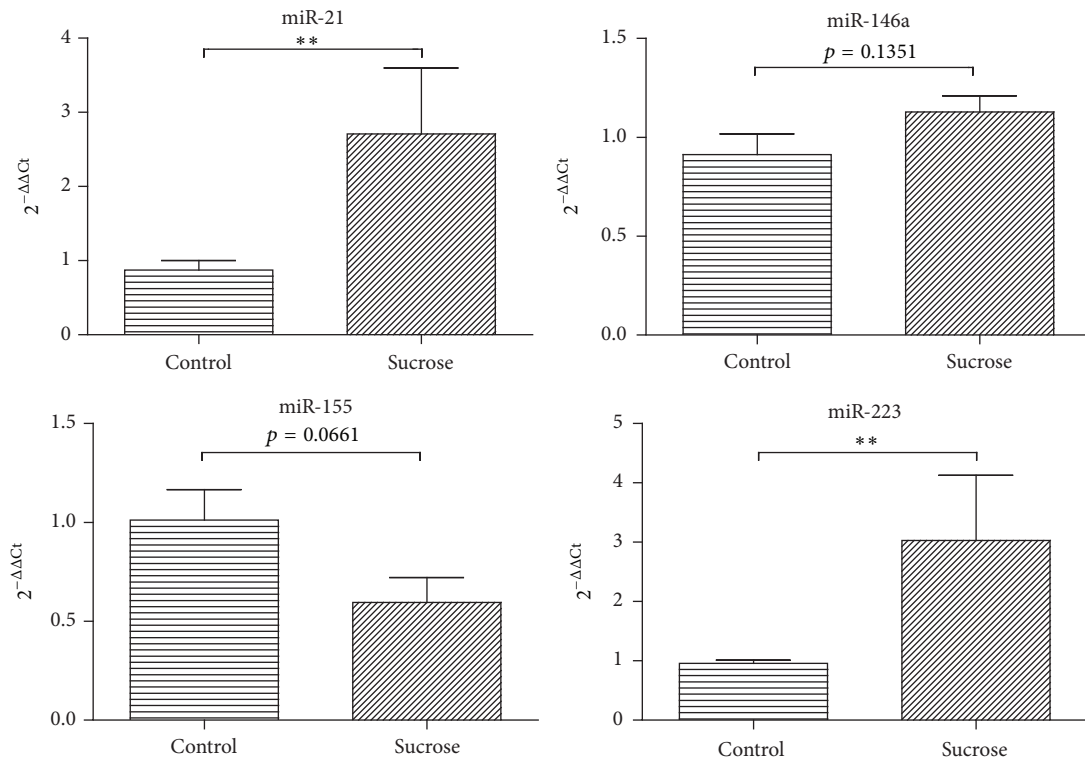 miR-21
**
4
3
2
1
0
2^−ΔΔCt
Control Sucrose
miR-146a
p = 0.1351
1.5
1.0
0.5
0.0
2^−ΔΔCt
Control Sucrose
miR-155
p = 0.0661
1.5
1.0
0.5
0.0
2^−ΔΔCt
Control Sucrose
miR-223
**
5
4
3
2
1
0
2^−ΔΔCt
Control Sucrose